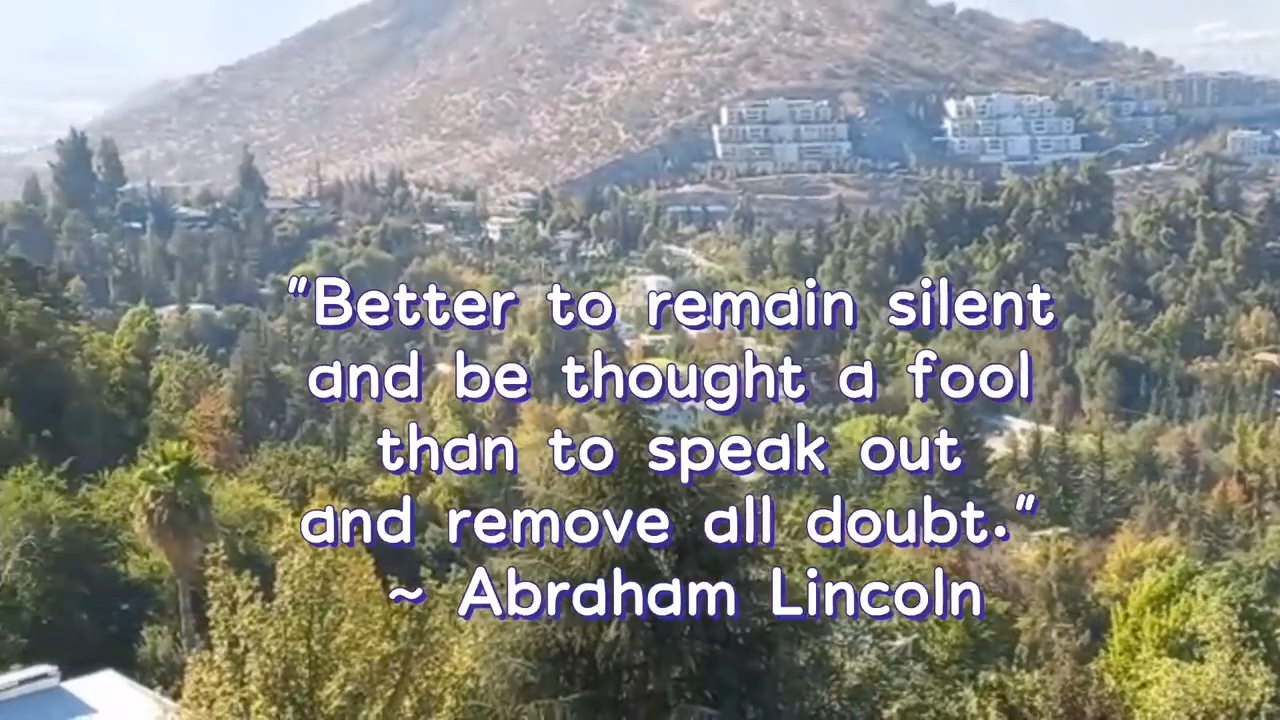 "Better to remain silent
and be thought a fool
than to speak out
and remove all doubt."
~ Abraham Lincoln